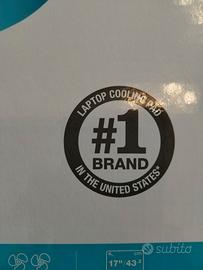 LAPTOP COOLING PAD
#1
BRAND
IN THE UNITED STATES*
17"/43
subito